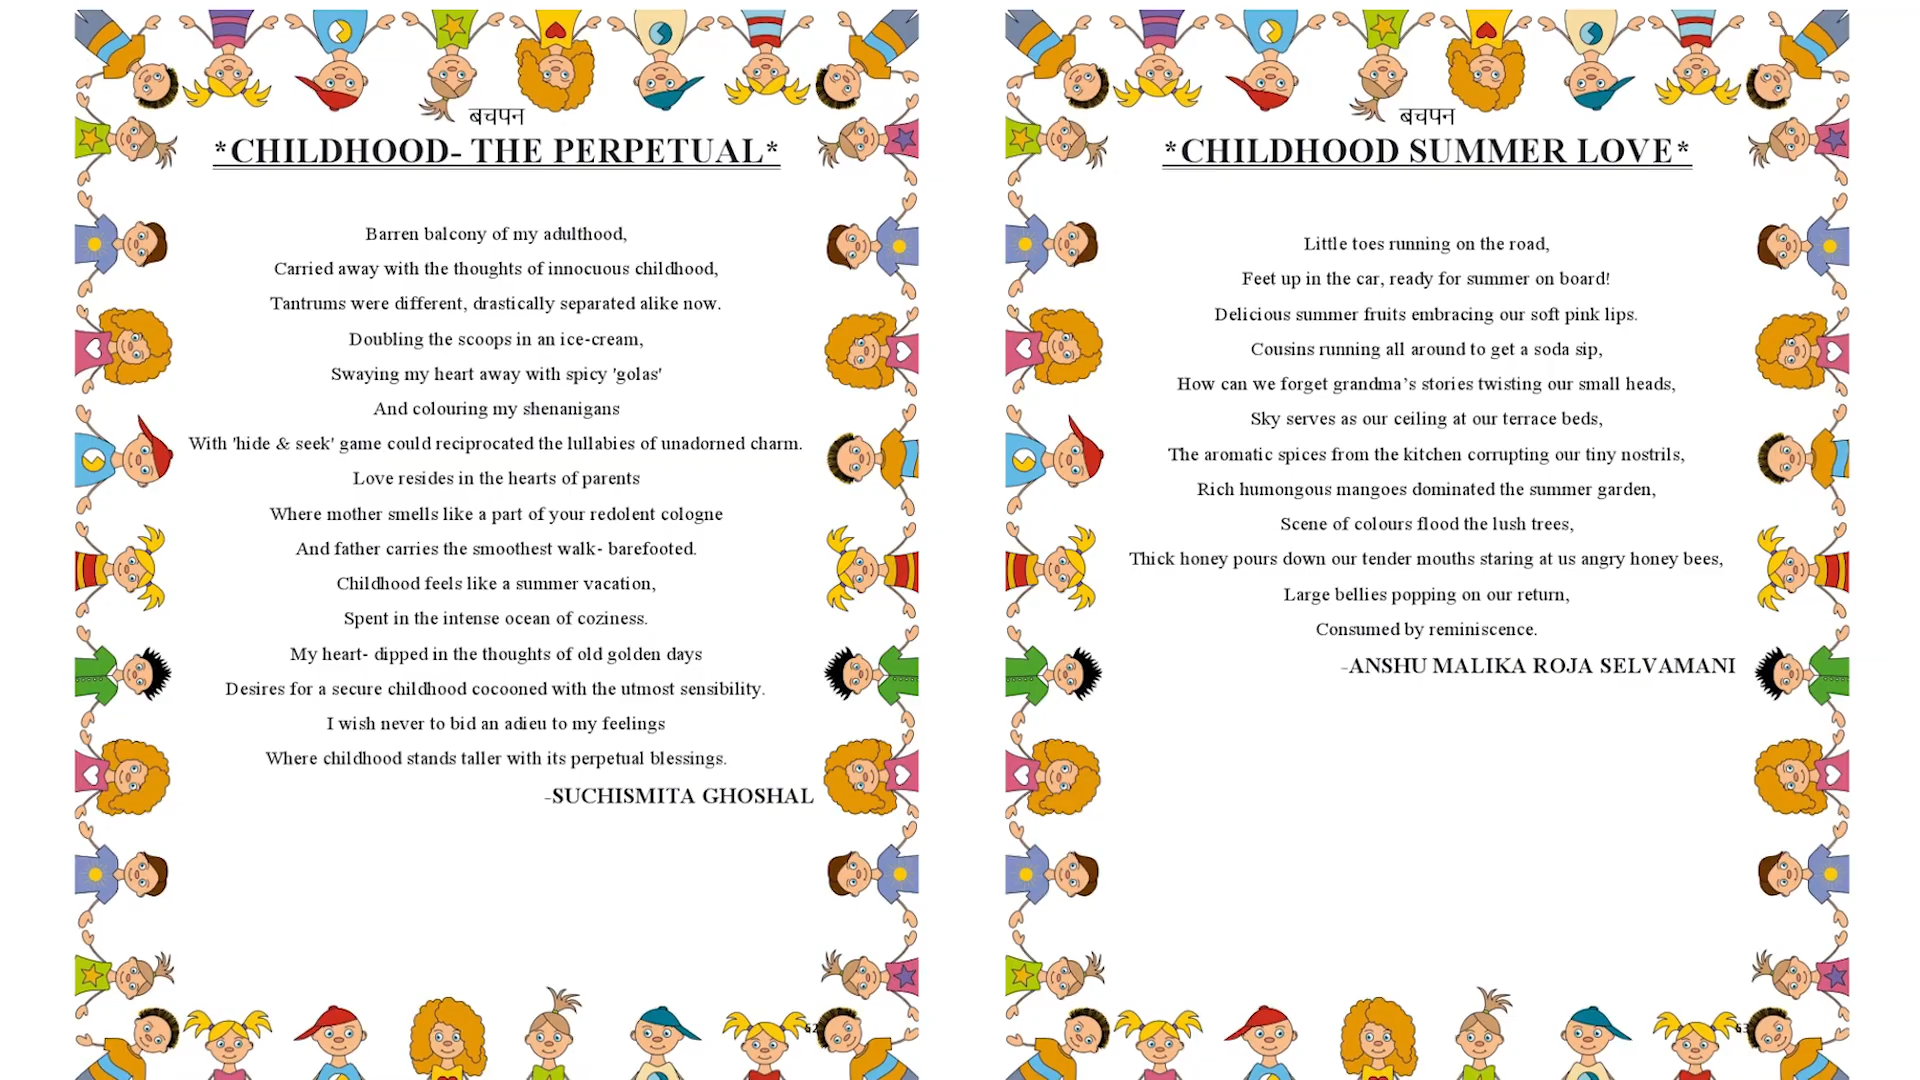 बचपन
*CHILDHOOD- THE PERPETUAL*
Barren balcony of my adulthood,
Carried away with the thoughts of innocuous childhood,
Tantrums were different, drastically separated alike now.
Doubling the scoops in an ice-cream,
Swaying my heart away with spicy 'golas'
And colouring my shenanigans
With 'hide & seek' game could reciprocated the lullabies of unadorned charm.
Love resides in the hearts of parents
Where mother smells like a part of your redolent cologne
And father carries the smoothest walk- barefooted.
Childhood feels like a summer vacation,
Spent in the intense ocean of coziness.
My heart- dipped in the thoughts of old golden days
Desires for a secure childhood cocooned with the utmost sensibility.
I wish never to bid an adieu to my feelings
Where childhood stands taller with its perpetual blessings.
-SUCHISMITA GHOSHAL
62
बचपन
*CHILDHOOD SUMMER LOVE*
Little toes running on the road,
Feet up in the car, ready for summer on board!
Delicious summer fruits embracing our soft pink lips.
Cousins running all around to get a soda sip,
How can we forget grandma’s stories twisting our small heads,
Sky serves as our ceiling at our terrace beds,
The aromatic spices from the kitchen corrupting our tiny nostrils,
Rich humongous mangoes dominated the summer garden,
Scene of colours flood the lush trees,
Thick honey pours down our tender mouths staring at us angry honey bees,
Large bellies popping on our return,
Consumed by reminiscence.
-ANSHU MALIKA ROJA SELVAMANI
63